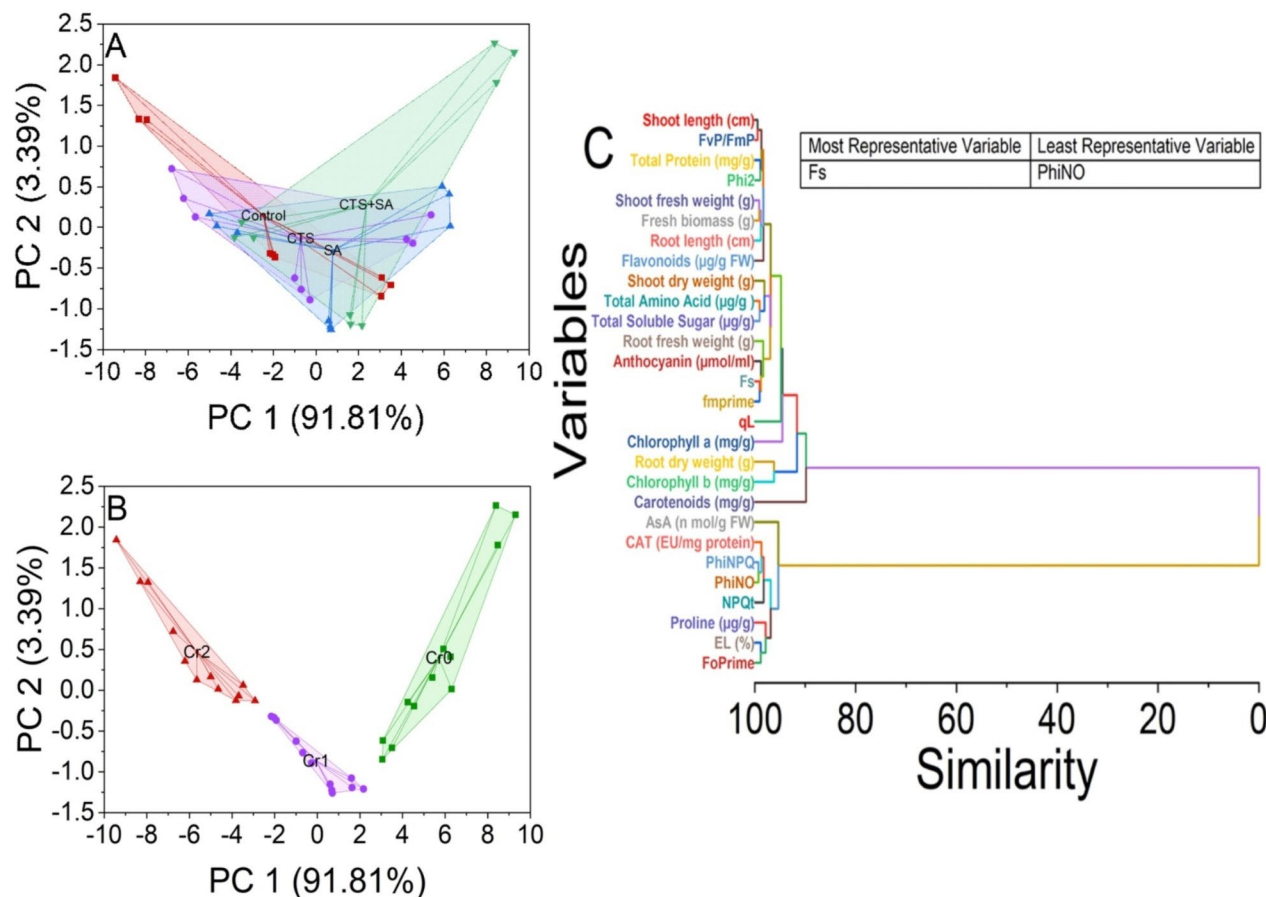 A
2.5
2.0
1.5
1.0
0.5
0.0
-0.5
-1.0
-1.5
PC 2 (3.39%)
Control
CTS+SA
CTS
SA
-10 -8 -6 -4 -2 0 2 4 6 8 10
PC 1 (91.81%)
B
2.5
2.0
1.5
1.0
0.5
0.0
-0.5
-1.0
-1.5
PC 2 (3.39%)
Cr2
Cr0
Cr1
-10 -8 -6 -4 -2 0 2 4 6 8 10
PC 1 (91.81%)
C
Most Representative Variable Least Representative Variable
Fs PhiNO
Variables
Shoot length (cm)
FvP/FmP
Total Protein (mg/g)
Phi2
Shoot fresh weight (g)
Fresh biomass (g)
Root length (cm)
Flavonoids (µg/g FW)
Shoot dry weight (g)
Total Amino Acid (µg/g )
Total Soluble Sugar (µg/g)
Root fresh weight (g)
Anthocyanin (µmol/ml)
Fs
fmprime
qL
Chlorophyll a (mg/g)
Root dry weight (g)
Chlorophyll b (mg/g)
Carotenoids (mg/g)
AsA (n mol/g FW)
CAT (EU/mg protein)
PhiNPQ
PhiNO
NPQt
Proline (µg/g)
EL (%)
FoPrime
100 80 60 40 20 0
Similarity